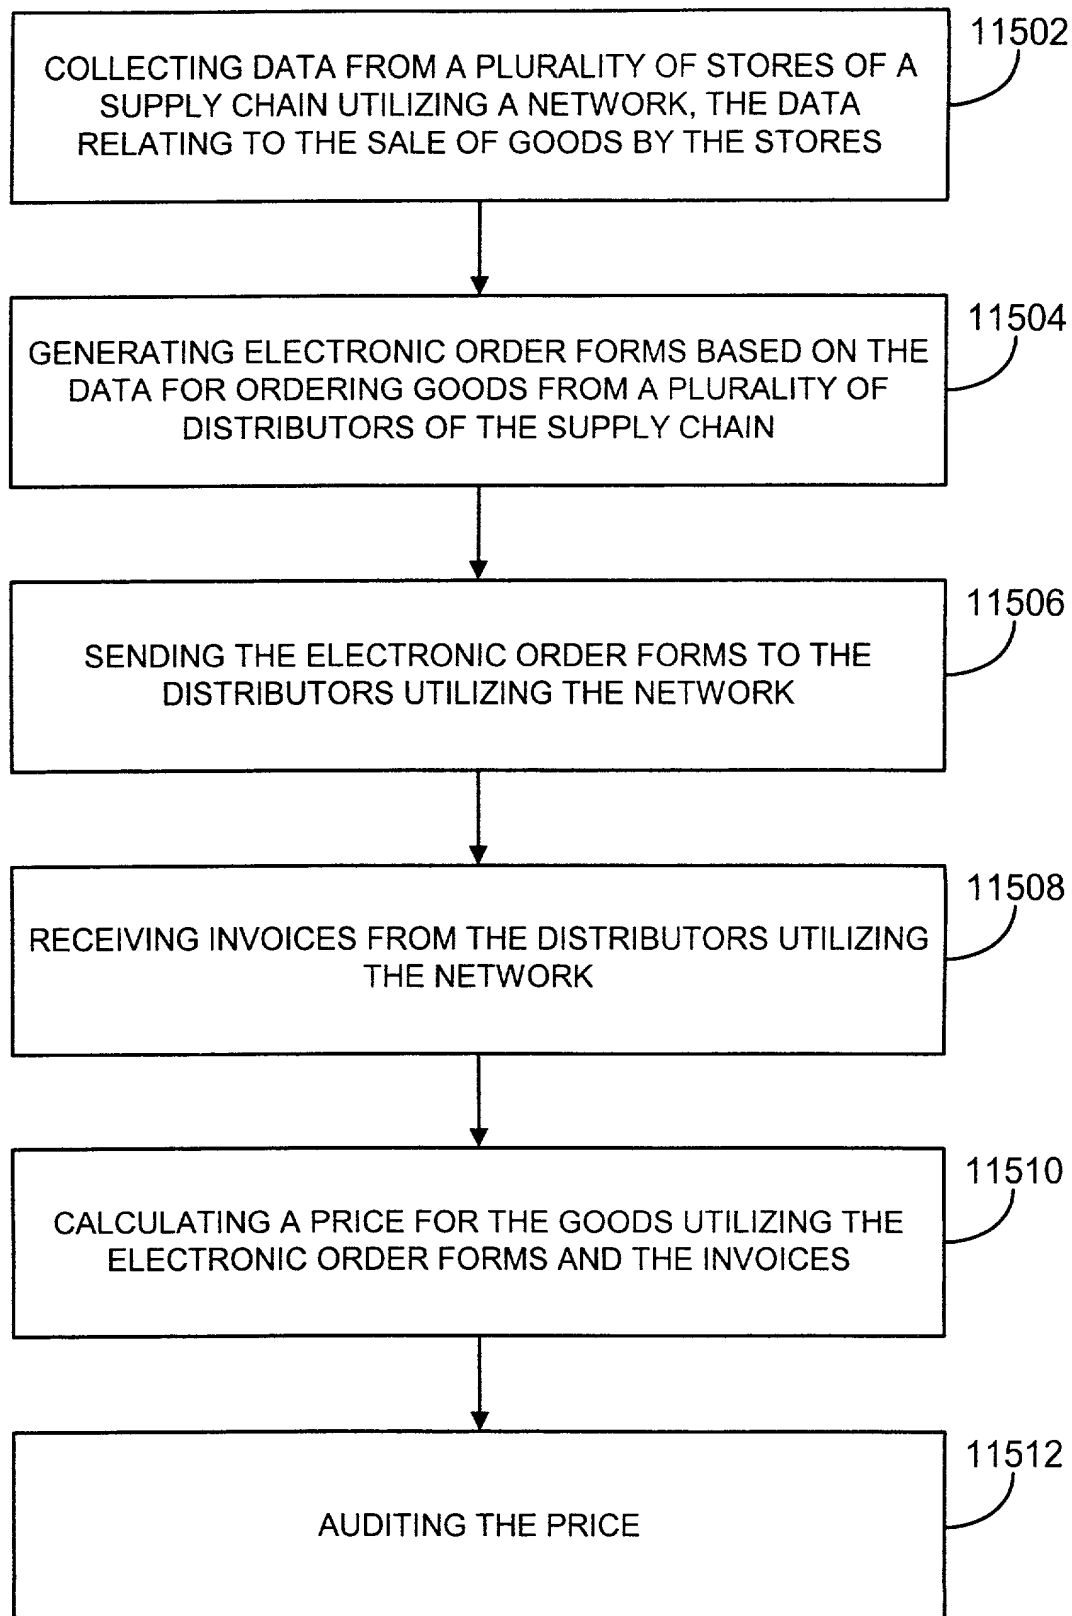 11502
COLLECTING DATA FROM A PLURALITY OF STORES OF A
SUPPLY CHAIN UTILIZING A NETWORK, THE DATA
RELATING TO THE SALE OF GOODS BY THE STORES
11504
GENERATING ELECTRONIC ORDER FORMS BASED ON THE
DATA FOR ORDERING GOODS FROM A PLURALITY OF
DISTRIBUTORS OF THE SUPPLY CHAIN
11506
SENDING THE ELECTRONIC ORDER FORMS TO THE
DISTRIBUTORS UTILIZING THE NETWORK
11508
RECEIVING INVOICES FROM THE DISTRIBUTORS UTILIZING
THE NETWORK
11510
CALCULATING A PRICE FOR THE GOODS UTILIZING THE
ELECTRONIC ORDER FORMS AND THE INVOICES
11512
AUDITING THE PRICE